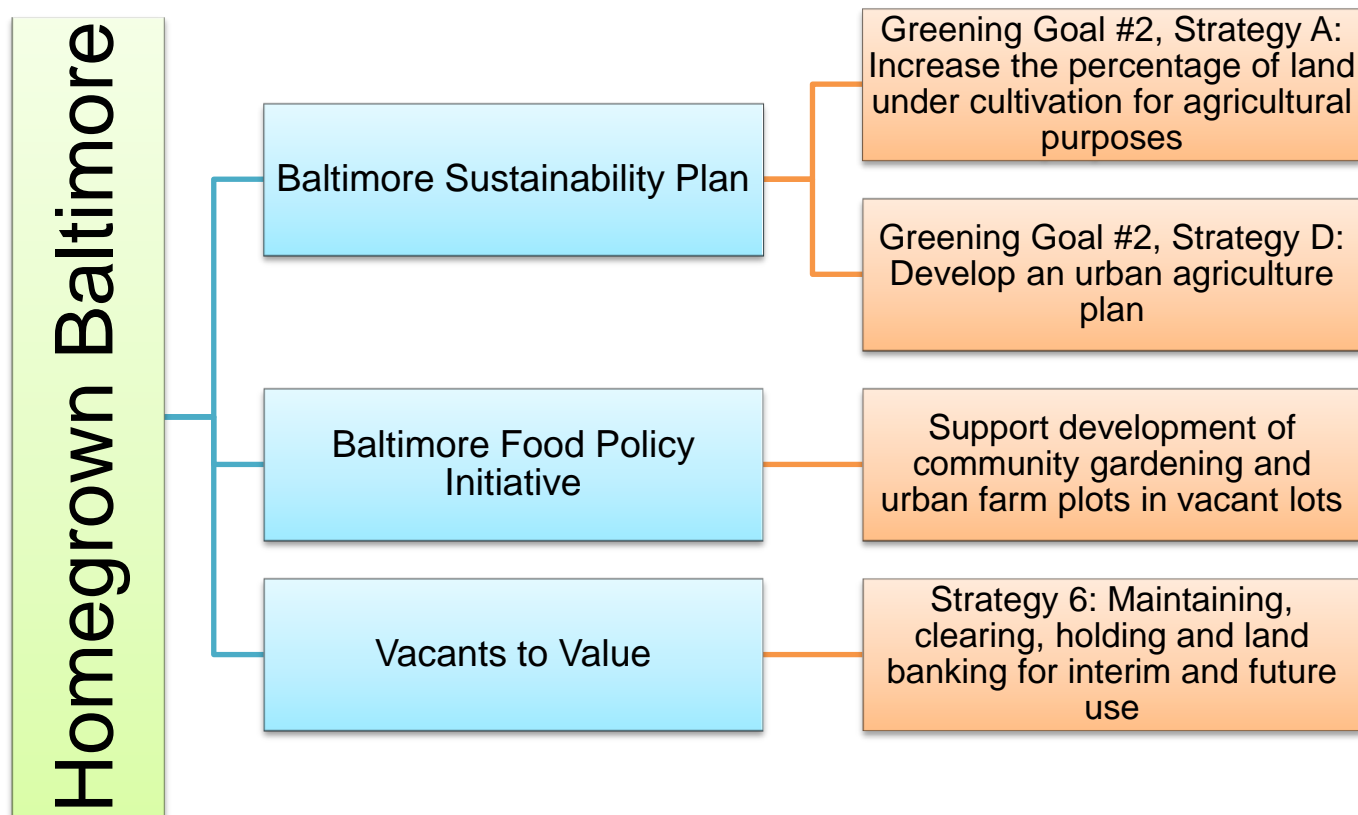 Homegrown Baltimore
Baltimore Sustainability Plan
Greening Goal #2, Strategy A:
Increase the percentage of land
under cultivation for agricultural
purposes
Greening Goal #2, Strategy D:
Develop an urban agriculture
plan
Baltimore Food Policy
Initiative
Support development of
community gardening and
urban farm plots in vacant lots
Vacants to Value
Strategy 6: Maintaining,
clearing, holding and land
banking for interim and future
use